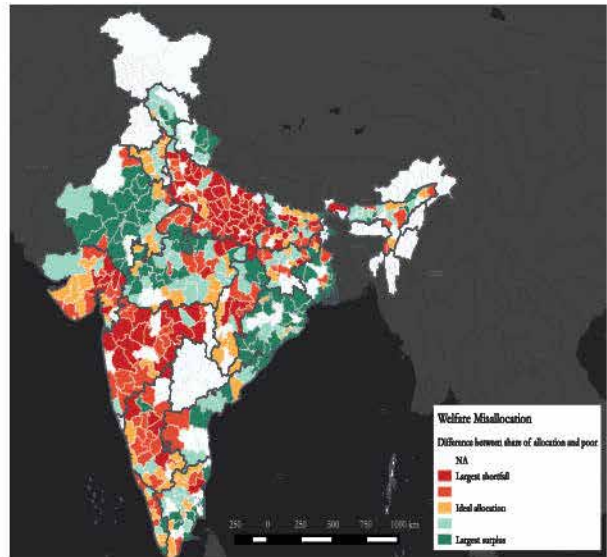 Welfare Misallocation
Difference between share of allocation and poor
NA
Largest shortfall
Ideal allocation
Largest surplus
250 0 250 500 750 1000 km